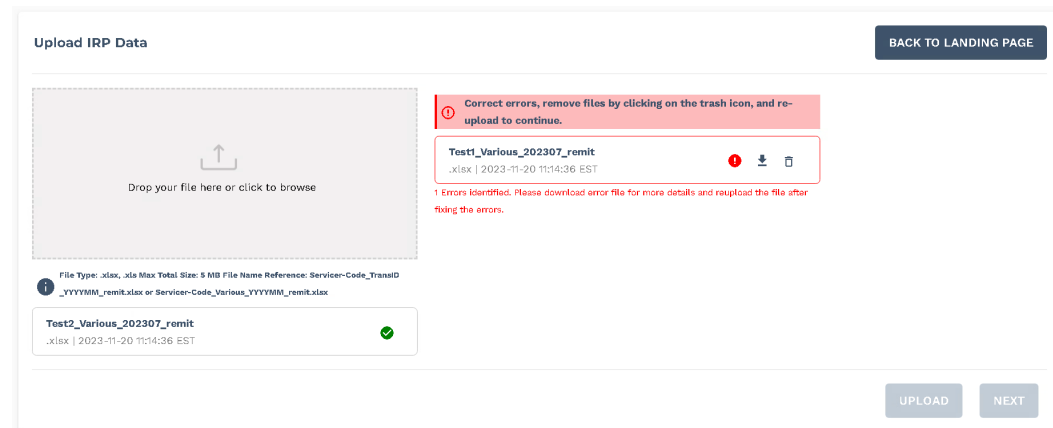 Upload IRP Data
BACK TO LANDING PAGE
Drop your file here or click to browse
File Type: .xlsx, .xls Max Total Size: 5 MB File Name Reference: Servicer-Code_TransID
_YYYYMM_remit.xlsx or Servicer-Code_Various_YYYYMM_remit.xlsx
Test2_Various_202307_remit
.xlsx | 2023-11-20 11:14:36 EST
Correct errors, remove files by clicking on the trash icon, and re-
upload to continue.
Test1_Various_202307_remit
.xlsx | 2023-11-20 11:14:36 EST
1 Errors identified. Please download error file for more details and reupload the file after
fixing the errors.
UPLOAD
NEXT